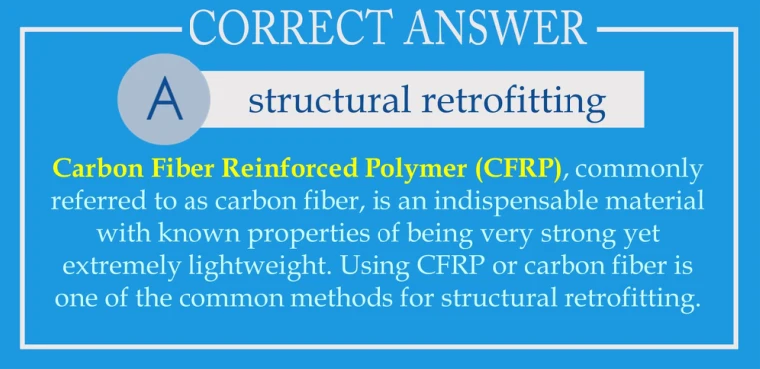 CORRECT ANSWER
A
structural retrofitting
Carbon Fiber Reinforced Polymer (CFRP), commonly
referred to as carbon fiber, is an indispensable material
with known properties of being very strong yet
extremely lightweight. Using CFRP or carbon fiber is
one of the common methods for structural retrofitting.